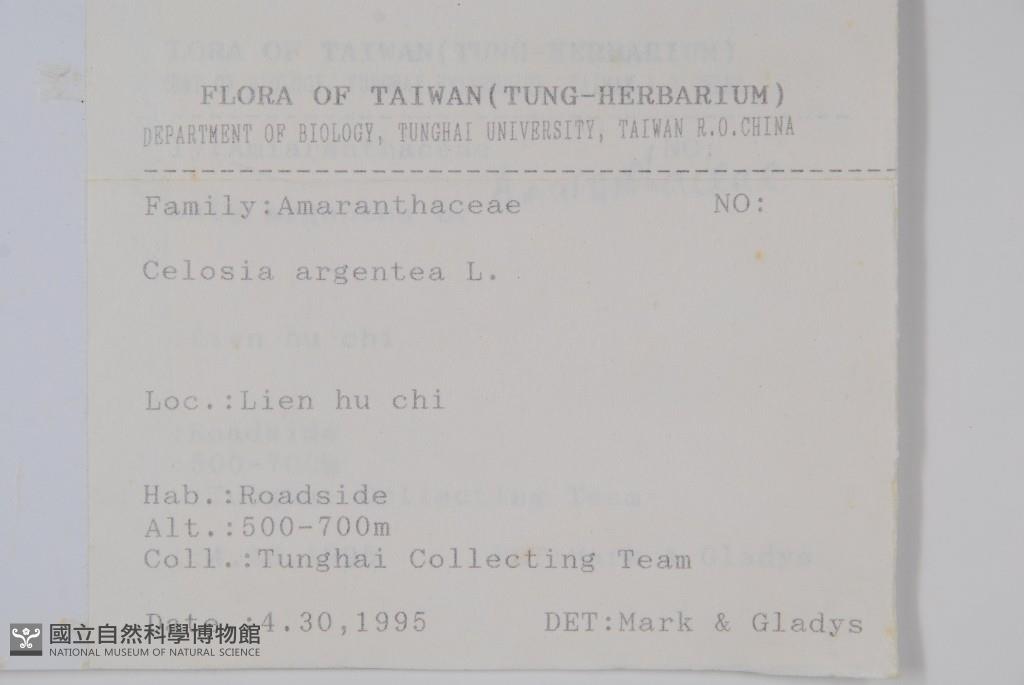 FLORA OF TAIWAN(TUNG-HERBARIUM)
DEPARTMENT OF BIOLOGY, TUNGHAI UNIVERSITY, TAIWAN R.O.CHINA
Family:Amaranthaceae NO:
Celosia argentea L.
Loc.:Lien hu chi
Hab.:Roadside
Alt.:500-700m
Coll.:Tunghai Collecting Team
Date.:4.30,1995 DET:Mark & Gladys
國立自然科學博物館
NATIONAL MUSEUM OF NATURAL SCIENCE